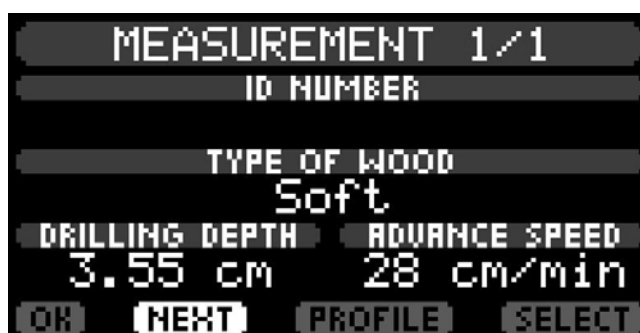 MEASUREMENT 1/1
ID NUMBER
TYPE OF WOOD
Soft
DRILLING DEPTH ADVANCE SPEED
3.55 cm 28 cm/min
OK NEXT PROFILE SELECT